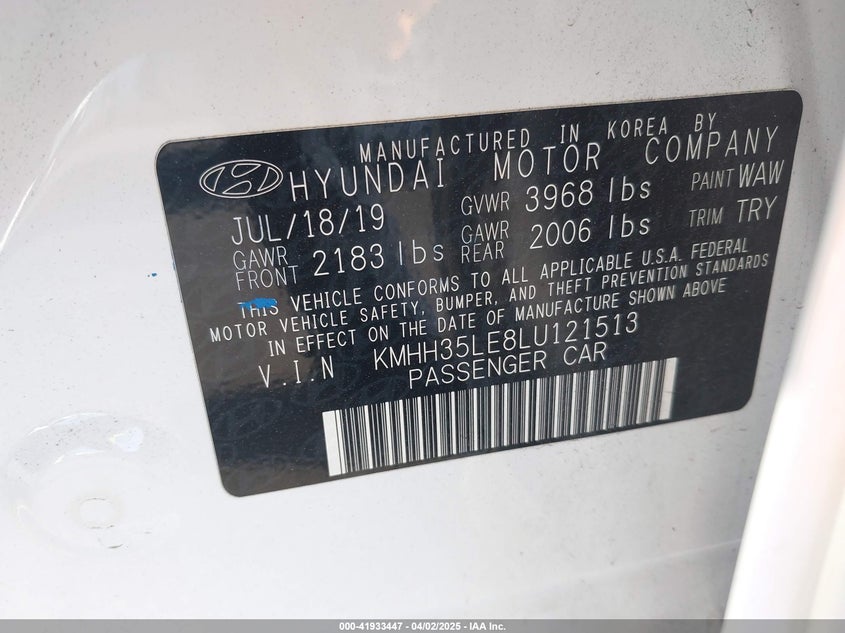 MANUFACTURED IN KOREA BY
HYUNDAI MOTOR COMPANY
JUL/18/19 GVWR 3968 lbs PAINT WAW
GAWR FRONT 2183 lbs GAWR REAR 2006 lbs TRIM TRY
THIS VEHICLE CONFORMS TO ALL APPLICABLE U.S.A. FEDERAL
MOTOR VEHICLE SAFETY, BUMPER, AND THEFT PREVENTION STANDARDS
IN EFFECT ON THE DATE OF MANUFACTURE SHOWN ABOVE
V.I.N KMHH35LE8LU121513
PASSENGER CAR
000-41933447 - 04/02/2025 - IAA Inc.